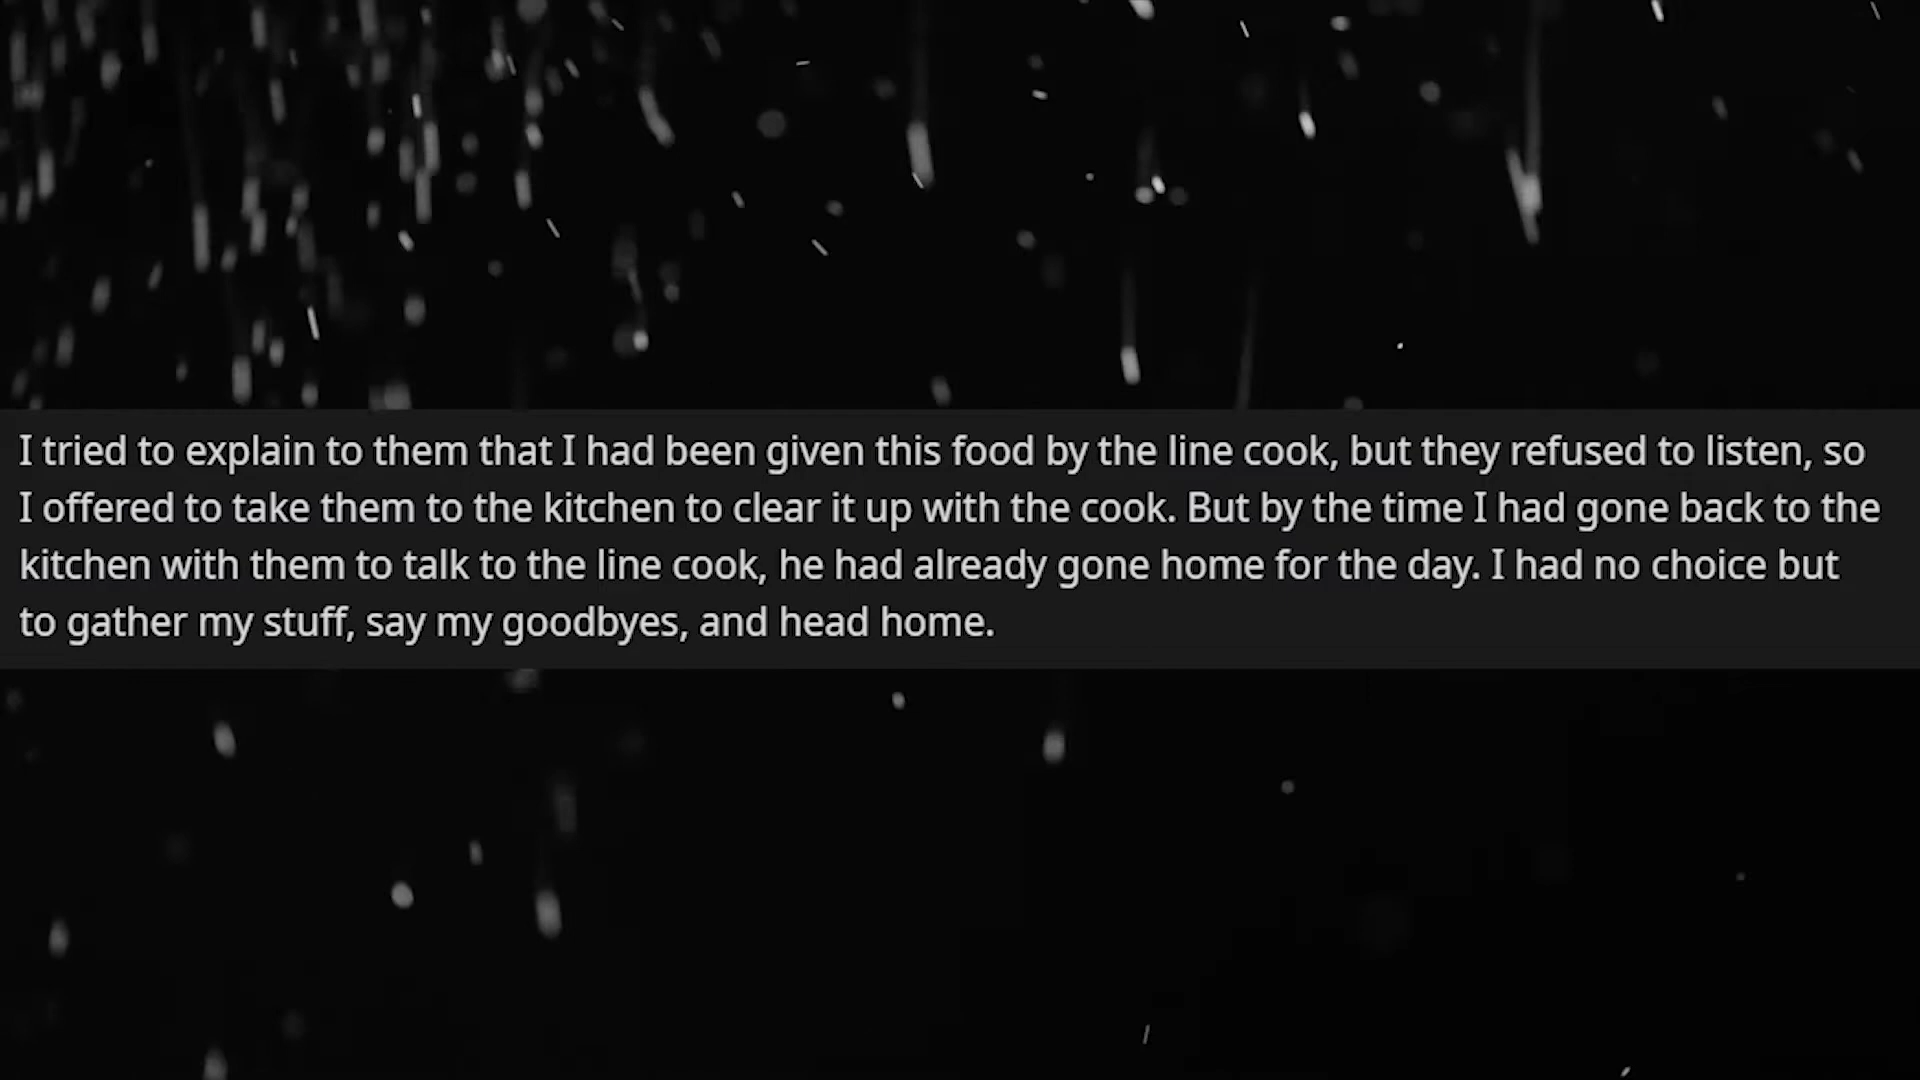 I tried to explain to them that I had been given this food by the line cook, but they refused to listen, so
I offered to take them to the kitchen to clear it up with the cook. But by the time I had gone back to the
kitchen with them to talk to the line cook, he had already gone home for the day. I had no choice but
to gather my stuff, say my goodbyes, and head home.